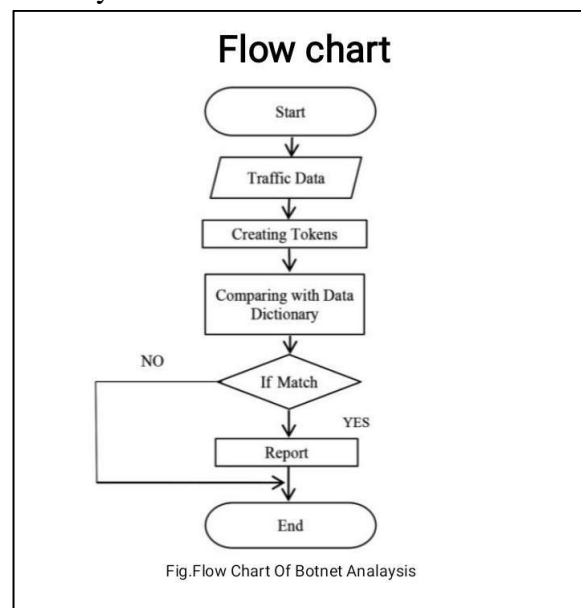 Flow chart
Start
Traffic Data
Creating Tokens
Comparing with Data
Dictionary
NO
If Match
YES
Report
End
Fig.Flow Chart Of Botnet Analaysis